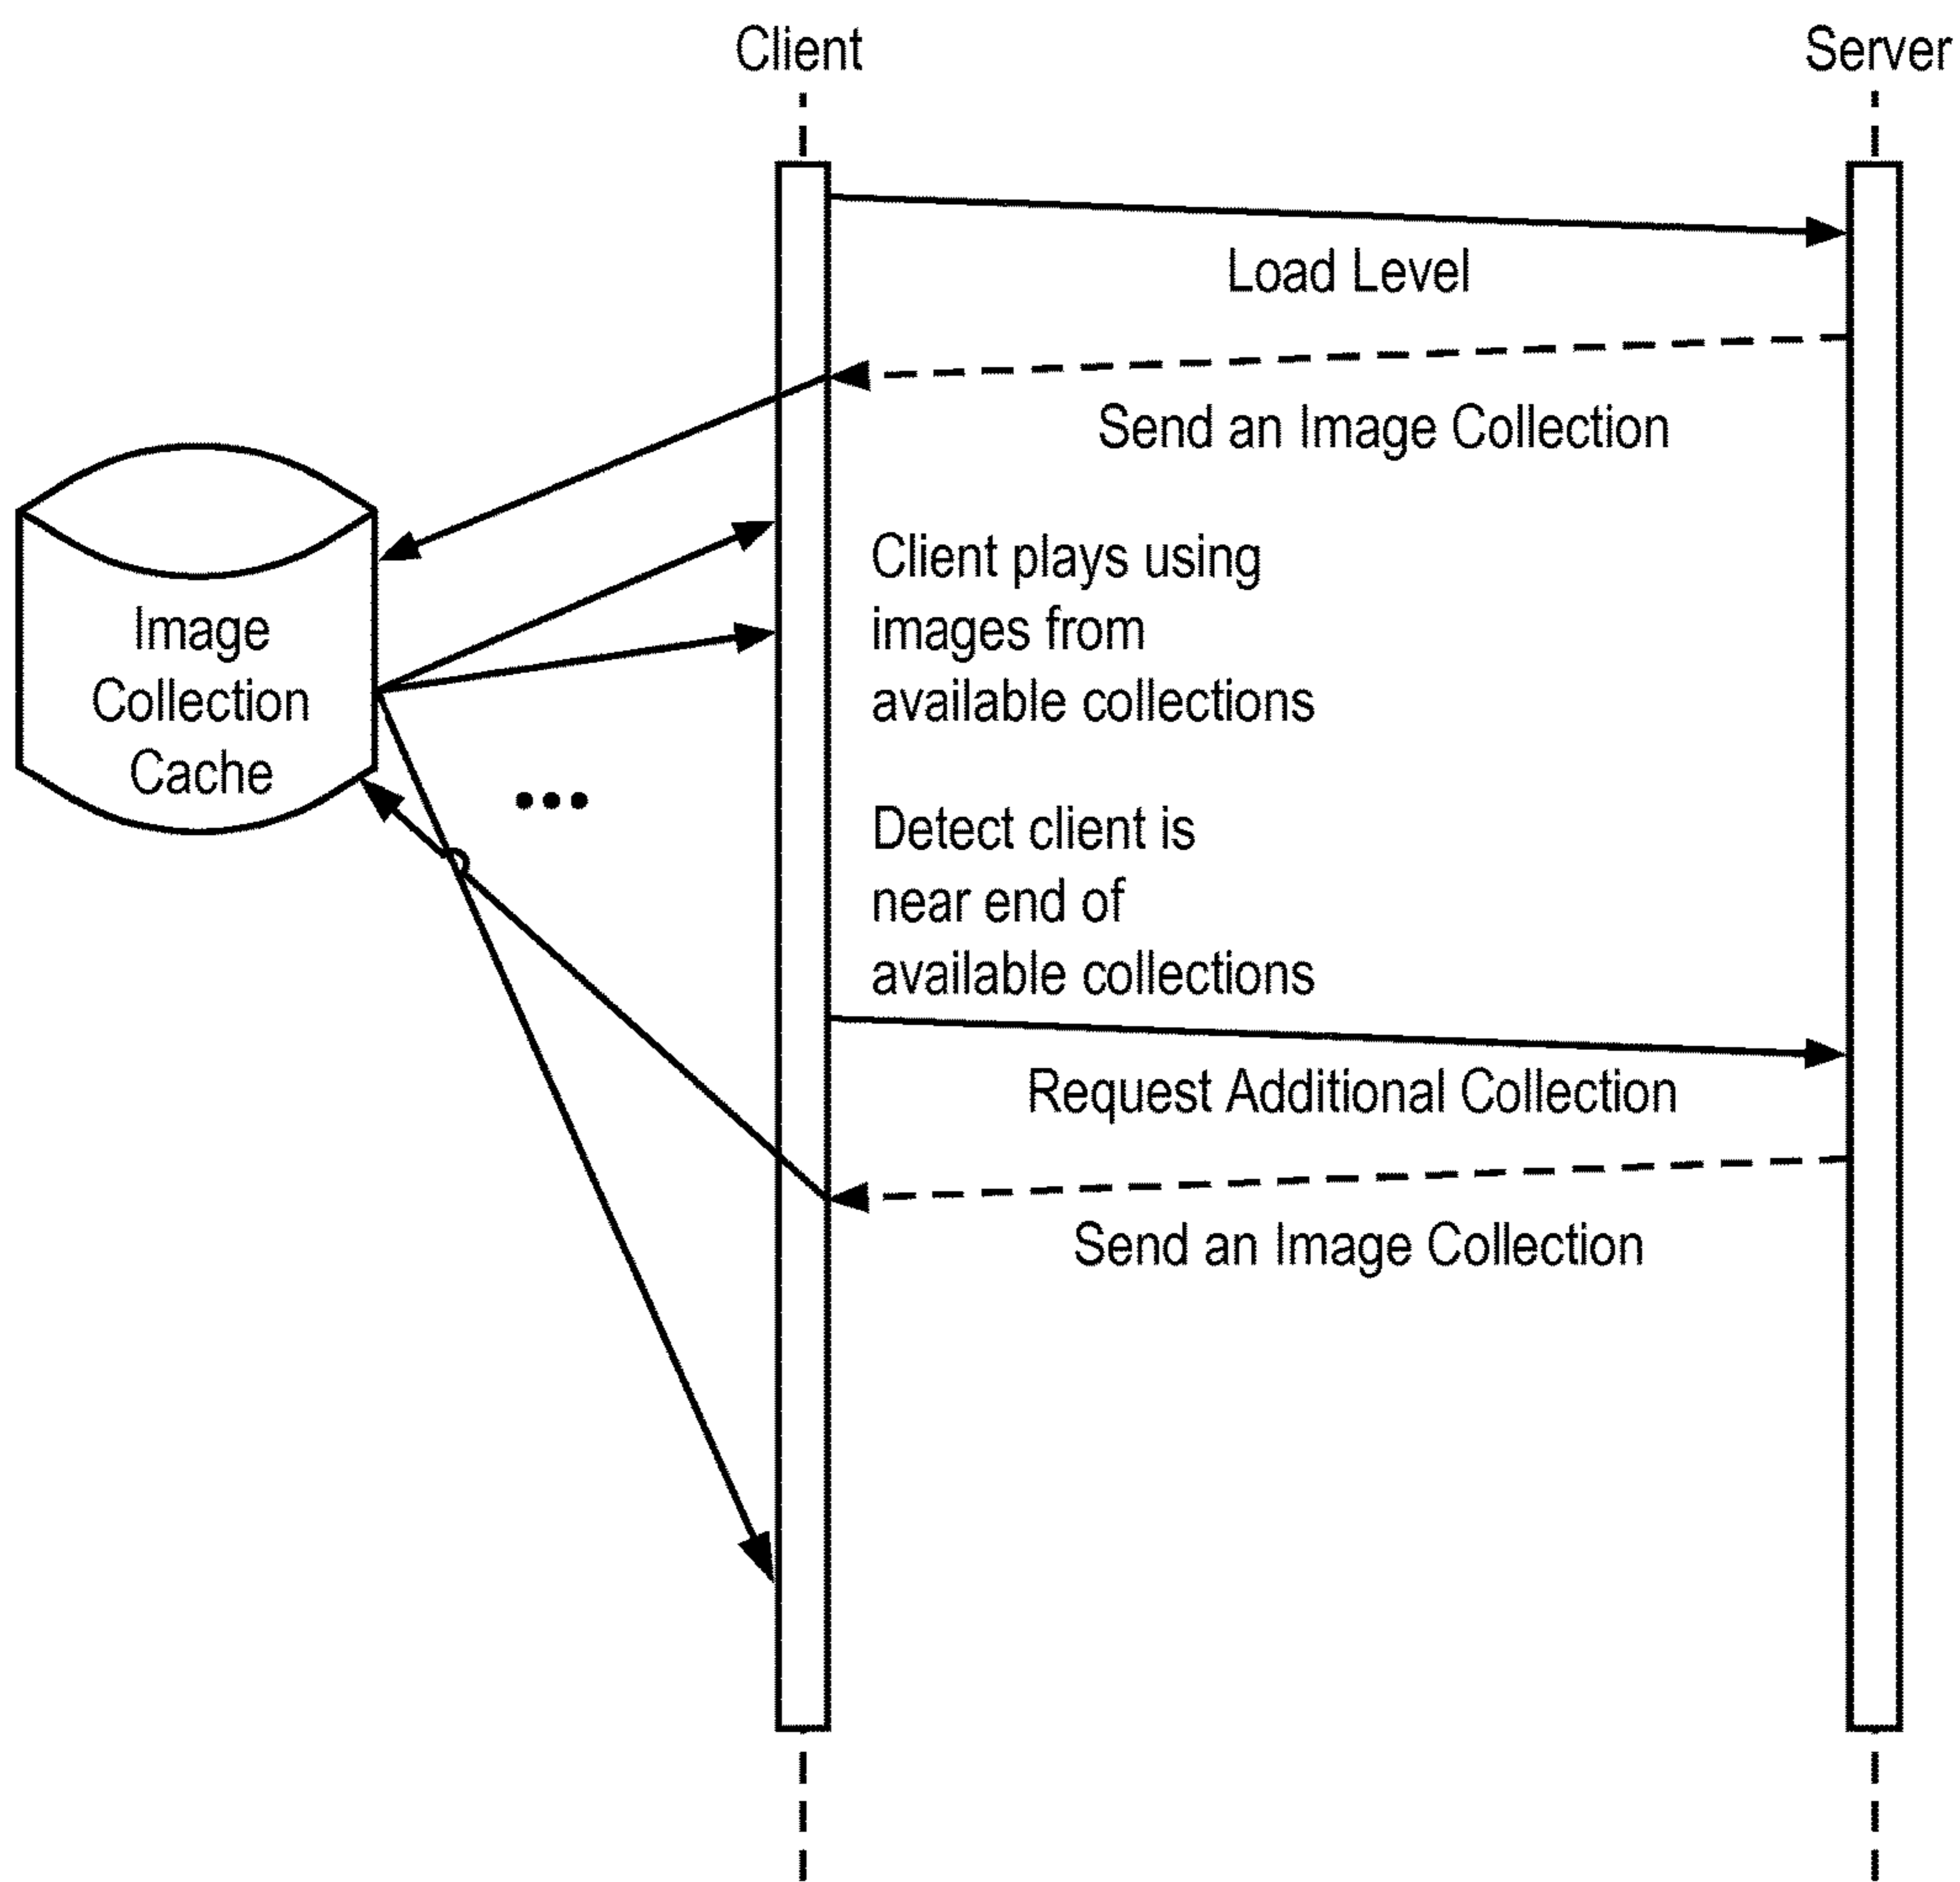 Client
Server
Load Level
Send an Image Collection
Image
Collection
Cache
Client plays using
images from
available collections
Detect client is
near end of
available collections
Request Additional Collection
Send an Image Collection